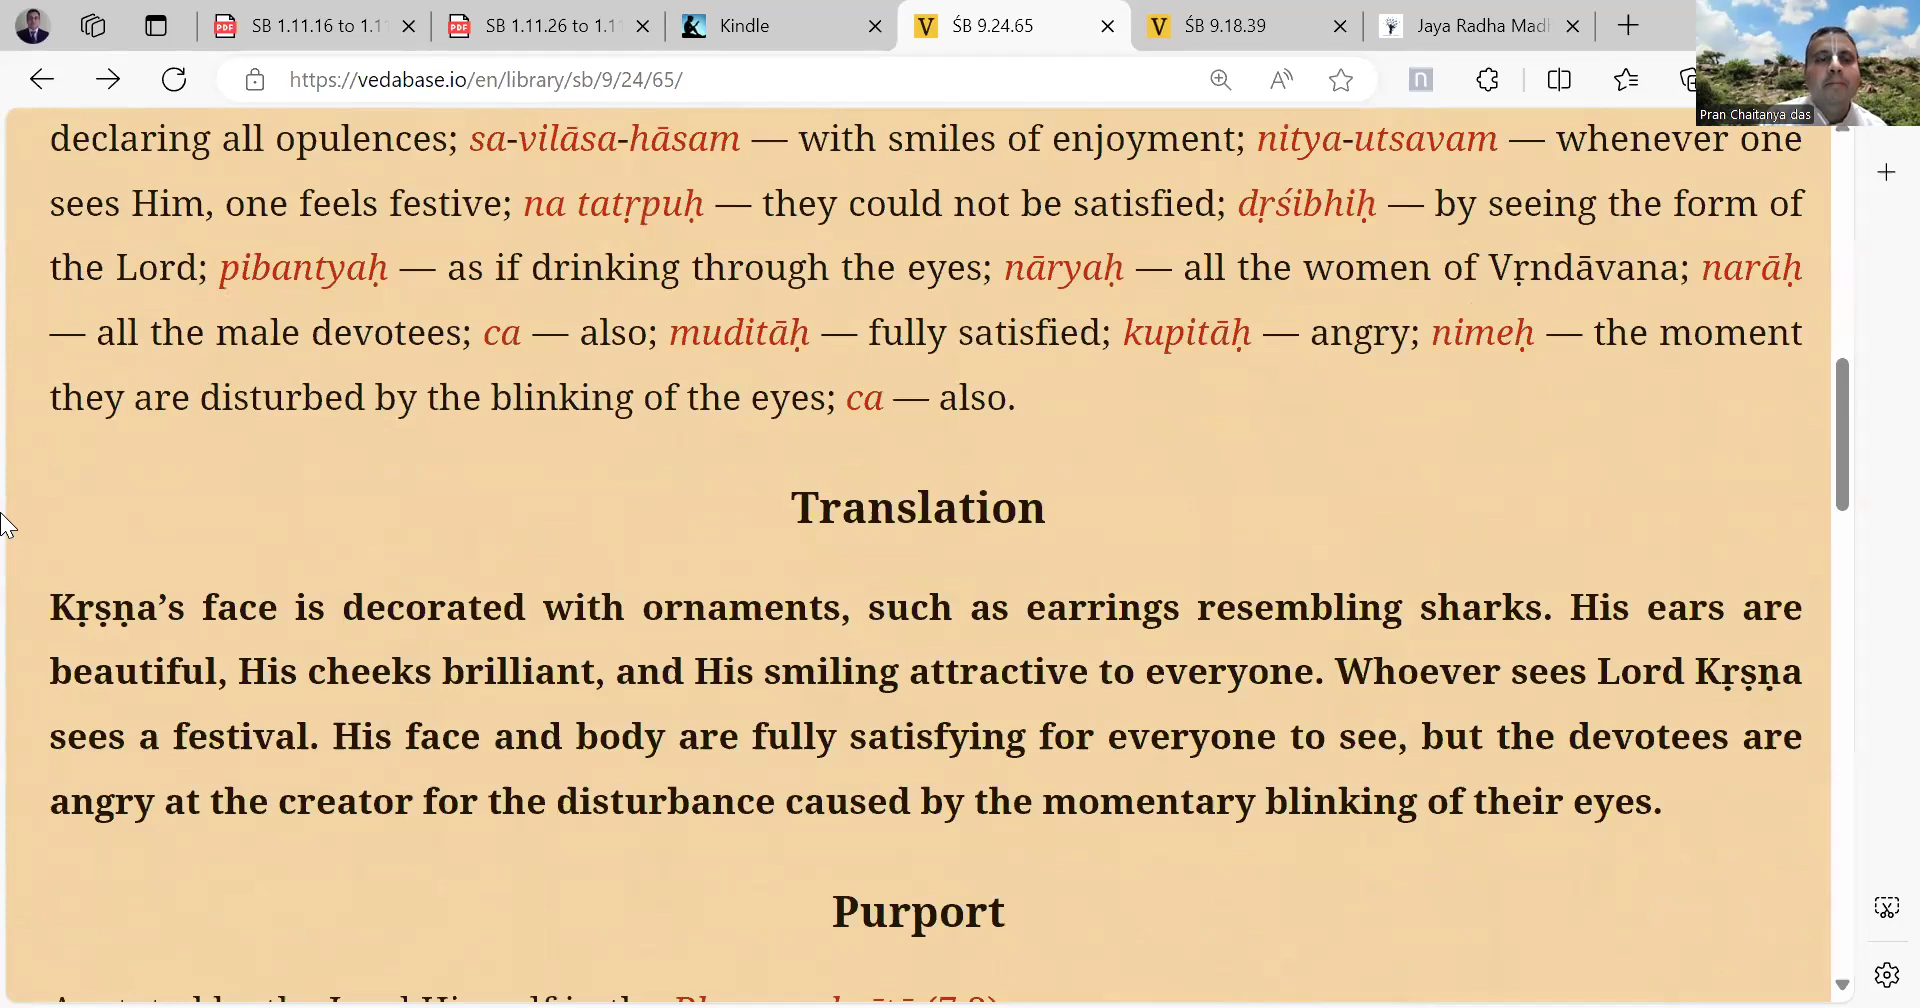 SB 1.11.16 to 1.1
SB 1.11.26 to 1.1
Kindle
ŚB 9.24.65
ŚB 9.18.39
Jaya Radha Mad
https://vedabase.io/en/library/sb/9/24/65/
Pran Chaitanya das
declaring all opulences; sa-vilāsa-hāsam — with smiles of enjoyment; nitya-utsavam — whenever one
sees Him, one feels festive; na tatṛpuḥ — they could not be satisfied; dṛśibhiḥ — by seeing the form of
the Lord; pibantyaḥ — as if drinking through the eyes; nāryaḥ — all the women of Vṛndāvana; narāḥ
— all the male devotees; ca — also; muditāḥ — fully satisfied; kupitāḥ — angry; nimeḥ — the moment
they are disturbed by the blinking of the eyes; ca — also.
Translation
Kṛṣṇa’s face is decorated with ornaments, such as earrings resembling sharks. His ears are
beautiful, His cheeks brilliant, and His smiling attractive to everyone. Whoever sees Lord Kṛṣṇa
sees a festival. His face and body are fully satisfying for everyone to see, but the devotees are
angry at the creator for the disturbance caused by the momentary blinking of their eyes.
Purport